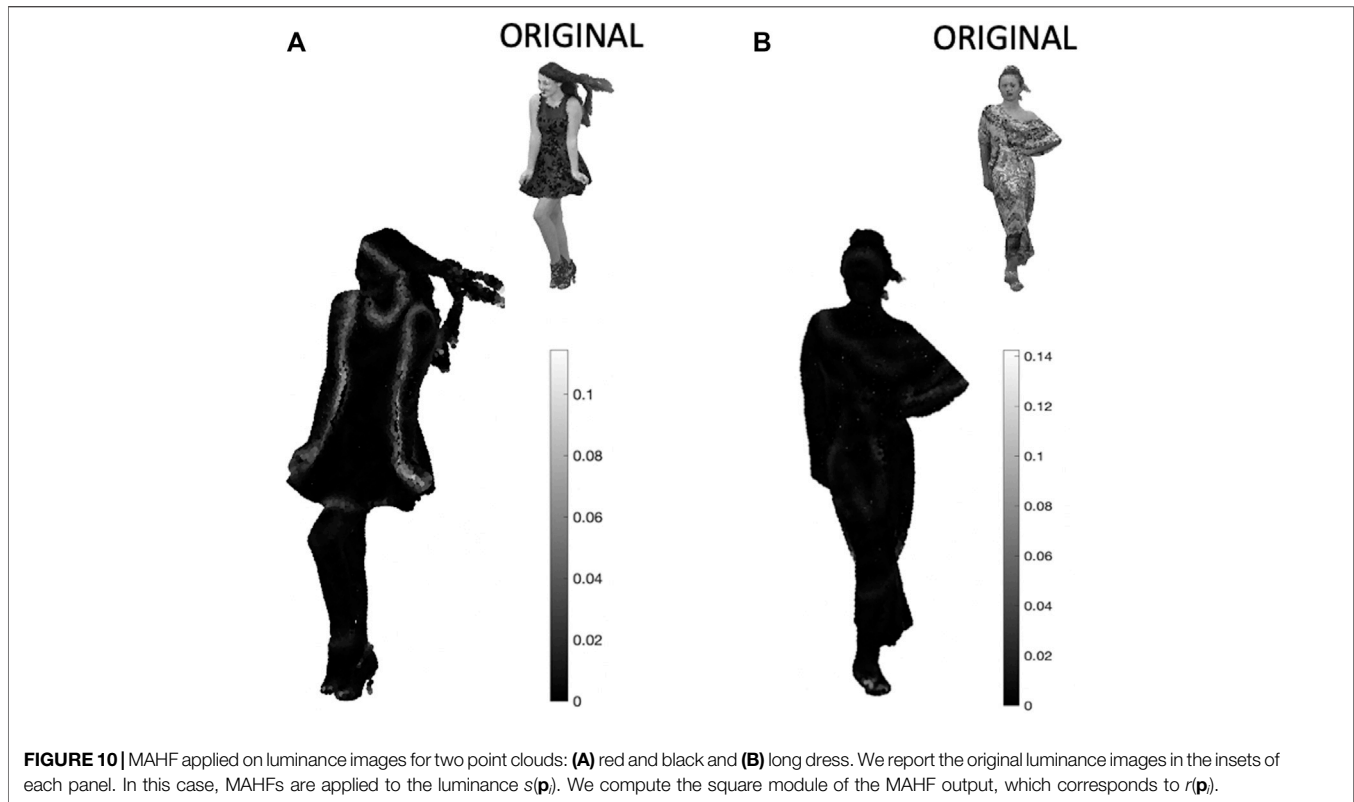 A
ORIGINAL
B
ORIGINAL
0.1
0.08
0.06
0.04
0.02
0
0.14
0.12
0.1
0.08
0.06
0.04
0.02
0
FIGURE 10 | MAHF applied on luminance images for two point clouds: (A) red and black and (B) long dress. We report the original luminance images in the insets of
each panel. In this case, MAHFs are applied to the luminance s(pᵢ). We compute the square module of the MAHF output, which corresponds to r(pᵢ).